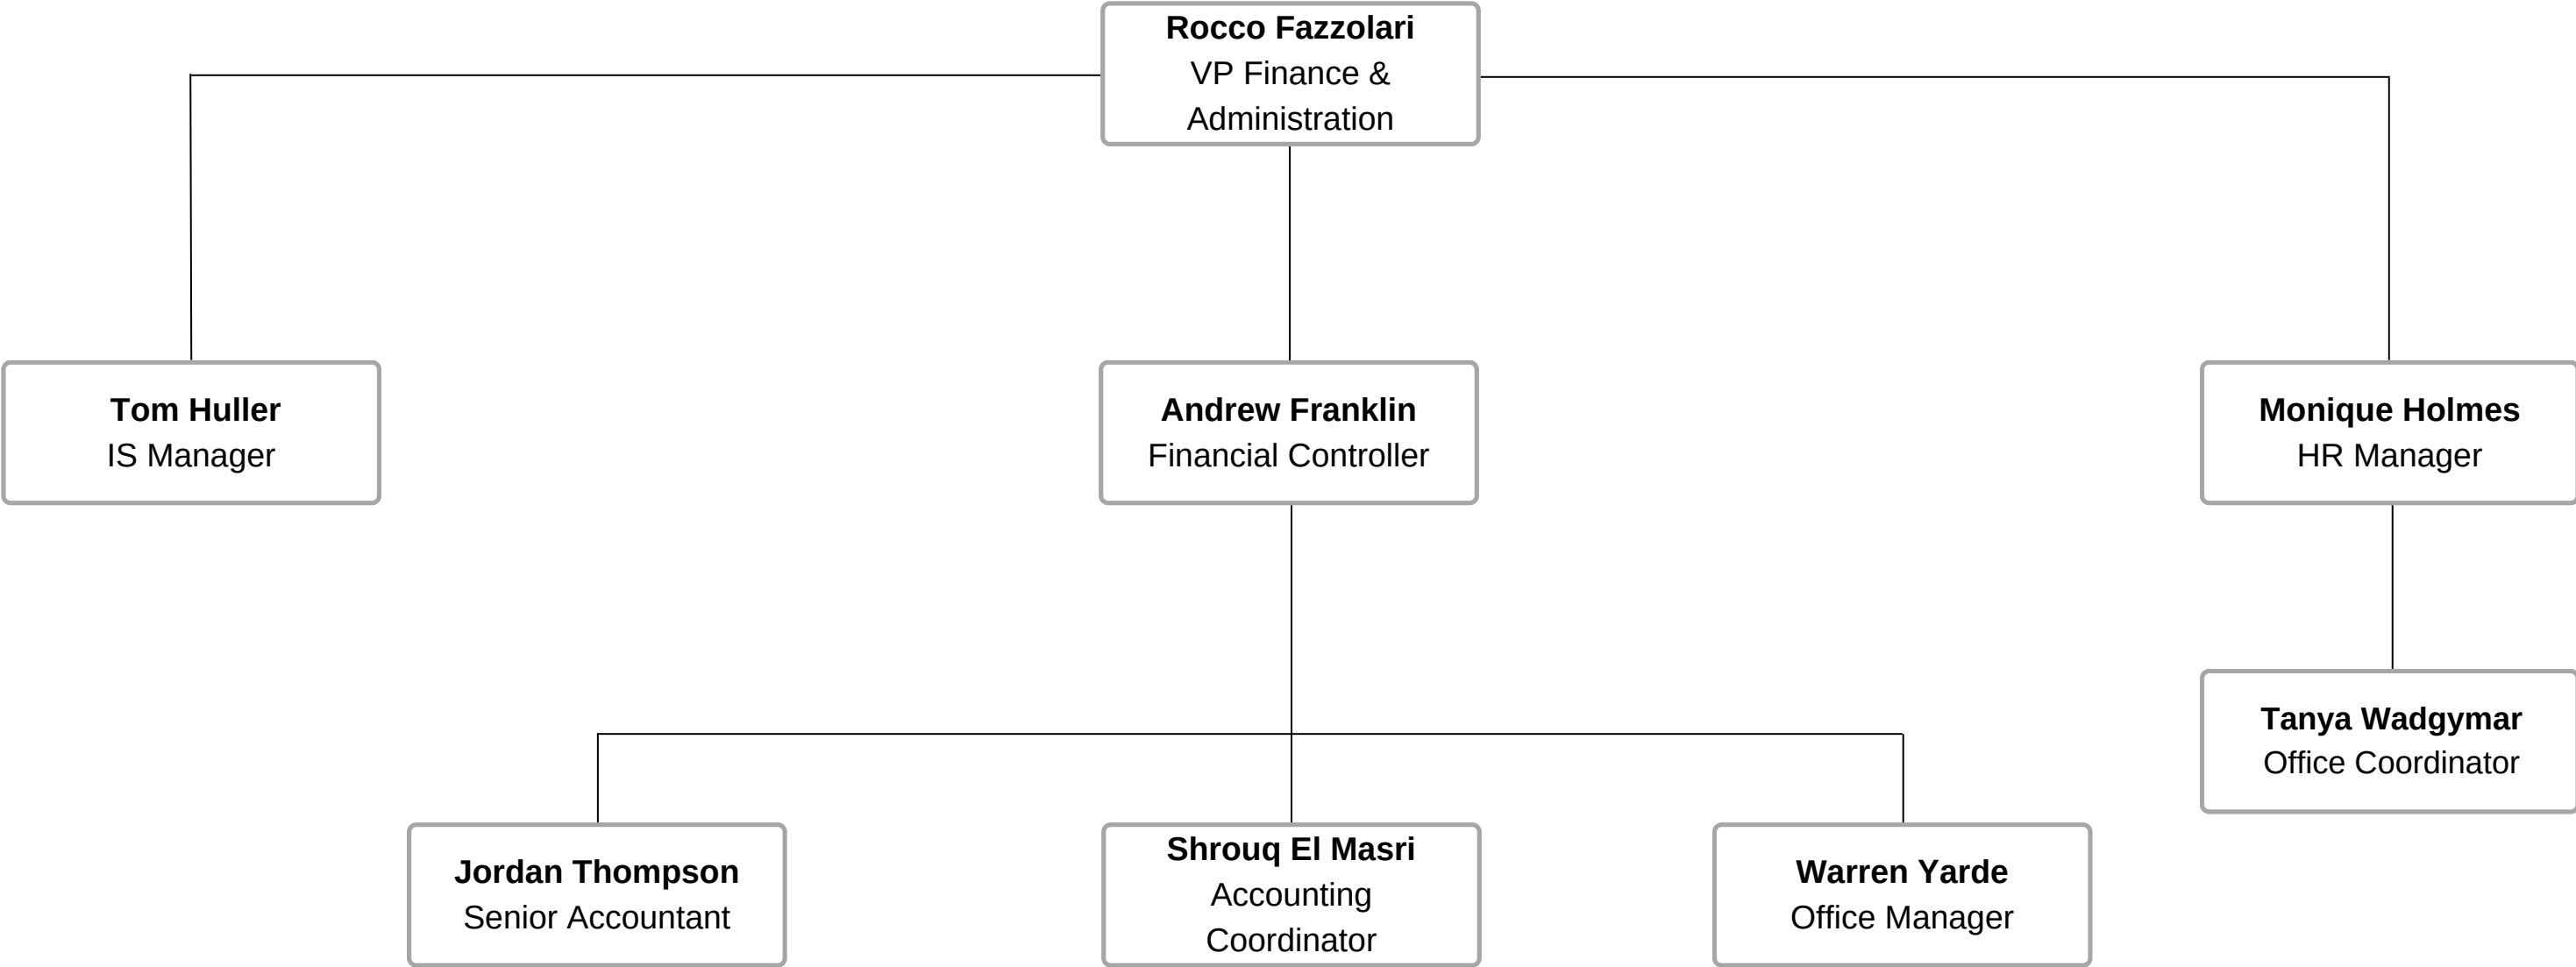 Rocco Fazzolari
VP Finance &
Administration
Tom Huller
IS Manager
Andrew Franklin
Financial Controller
Monique Holmes
HR Manager
Tanya Wadgymar
Office Coordinator
Jordan Thompson
Senior Accountant
Shrouq El Masri
Accounting
Coordinator
Warren Yarde
Office Manager